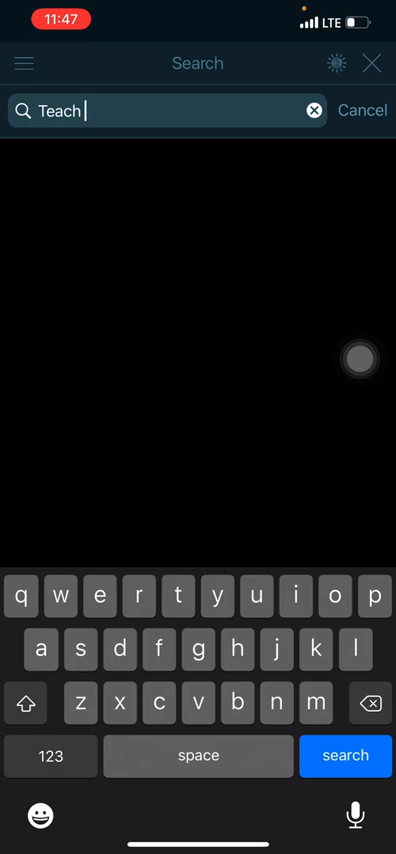 11:47
LTE
Search
Teach
Cancel
q w e r t y u i o p
a s d f g h j k l
z x c v b n m
123 space search